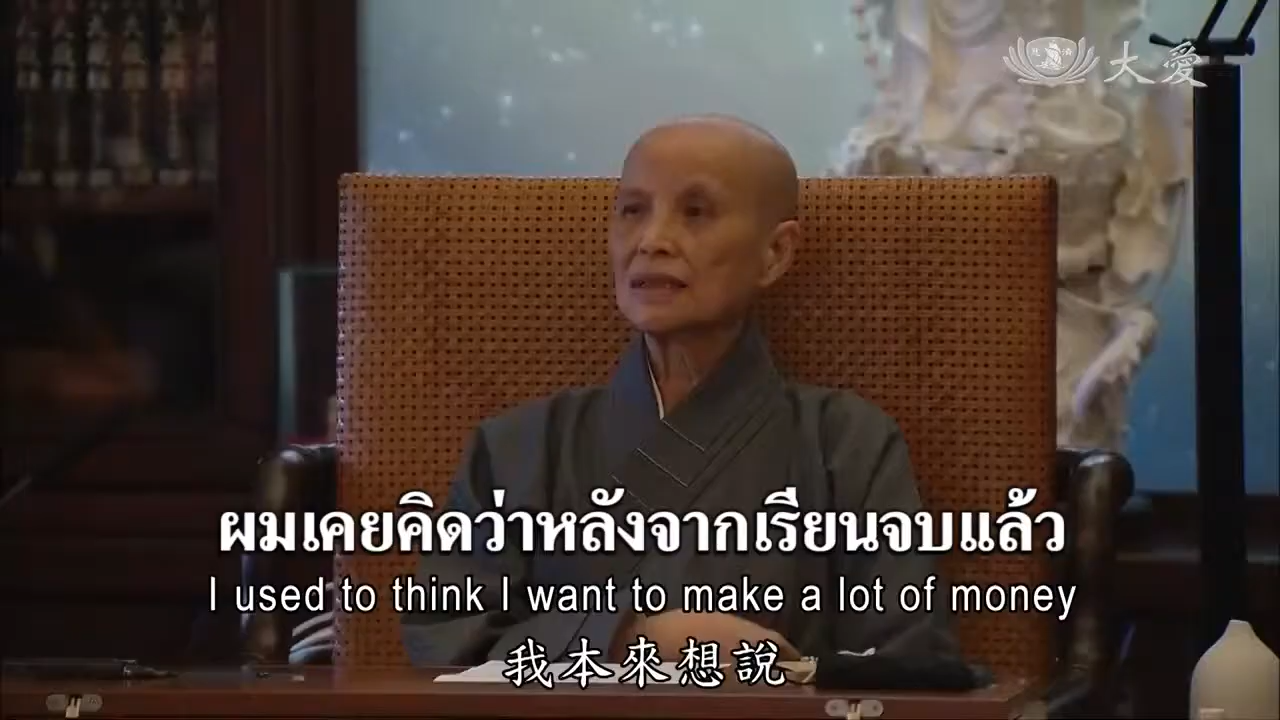 大愛
ผมเคยคิดว่าหลังจากเรียนจบแล้ว
I used to think I want to make a lot of money
我本來想說